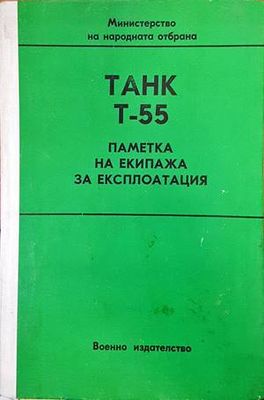 Министерство
на народната отбрана
ТАНК
Т-55
ПАМЕТКА
НА ЕКИПАЖА
ЗА ЕКСПЛОАТАЦИЯ
Военно издателство